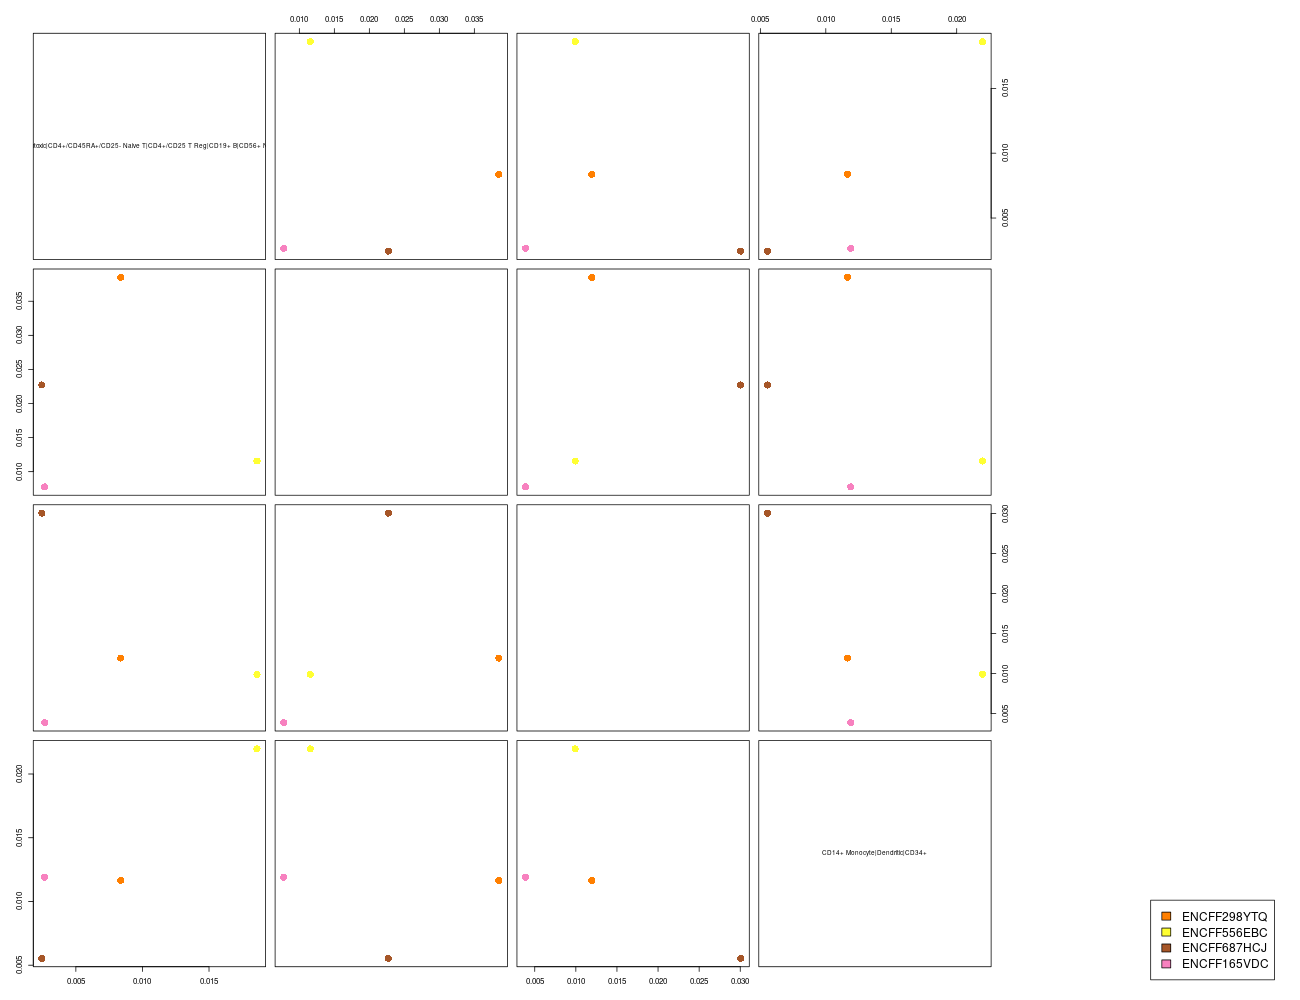 0.010 0.015 0.020 0.025 0.030 0.035
0.005 0.010 0.020
0.005 0.010 0.015
CD4+/CD45RA+/CD25- Naive T|CD4+/CD25 T Reg|CD19+ B|CD56+
0.010 0.015 0.020 0.025 0.030 0.035
0.005 0.010 0.015 0.020 0.025 0.030
0.005 0.010 0.015 0.020
CD14+ Monocyte|Dendritic|CD34+
0.005 0.010 0.015
0.005 0.010 0.015 0.020 0.025 0.030
ENCFF298YTQ
ENCFF556EBC
ENCFF687HCJ
ENCFF165VDC